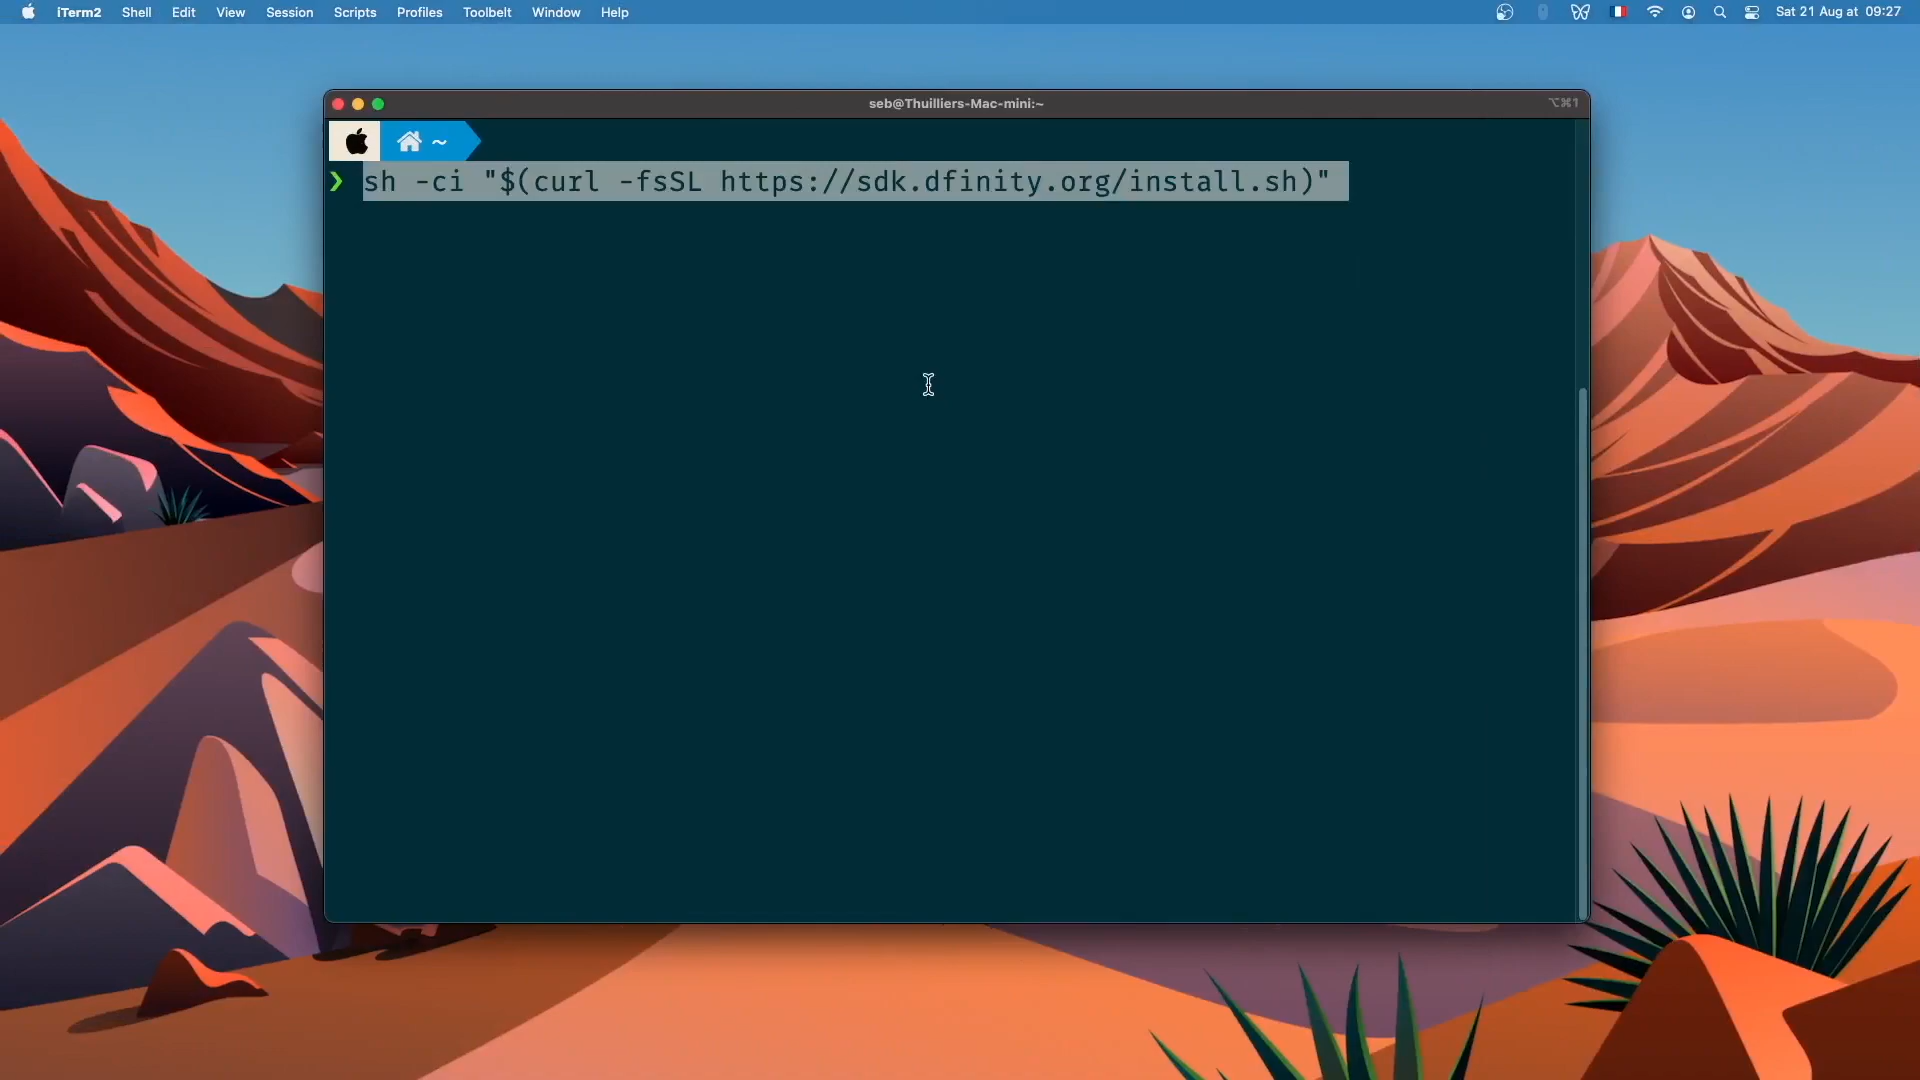 iTerm2 Shell Edit View Session Scripts Profiles Toolbelt Window Help Sat 21 Aug at 09:27
seb@Thuilliers-Mac-mini:~ ⌥⌘1
~
❯ sh -ci "$(curl -fsSL https://sdk.dfinity.org/install.sh)"